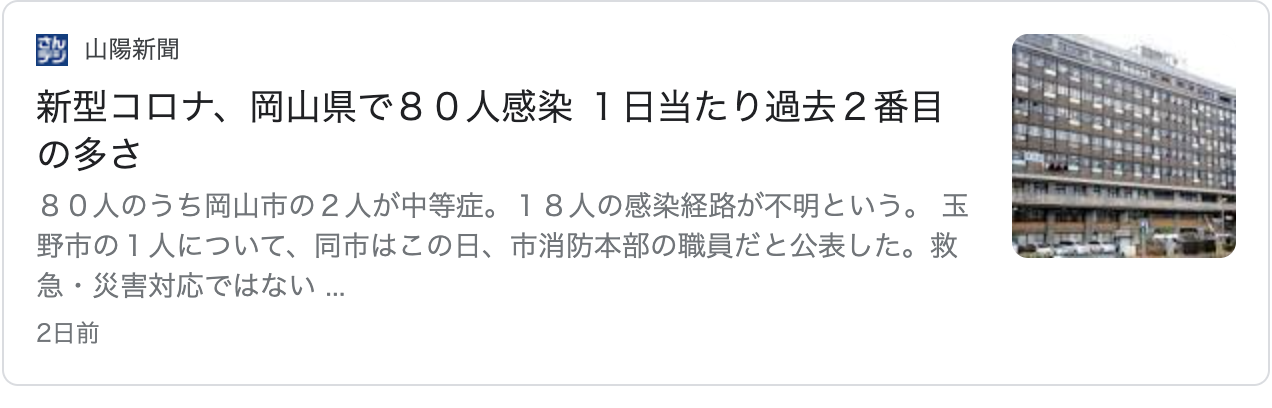 さんデジ 山陽新聞
新型コロナ、岡山県で８０人感染 １日当たり過去２番目
の多さ
８０人のうち岡山市の２人が中等症。１８人の感染経路が不明という。 玉
野市の１人について、同市はこの日、市消防本部の職員だと公表した。救
急・災害対応ではない ...
2日前